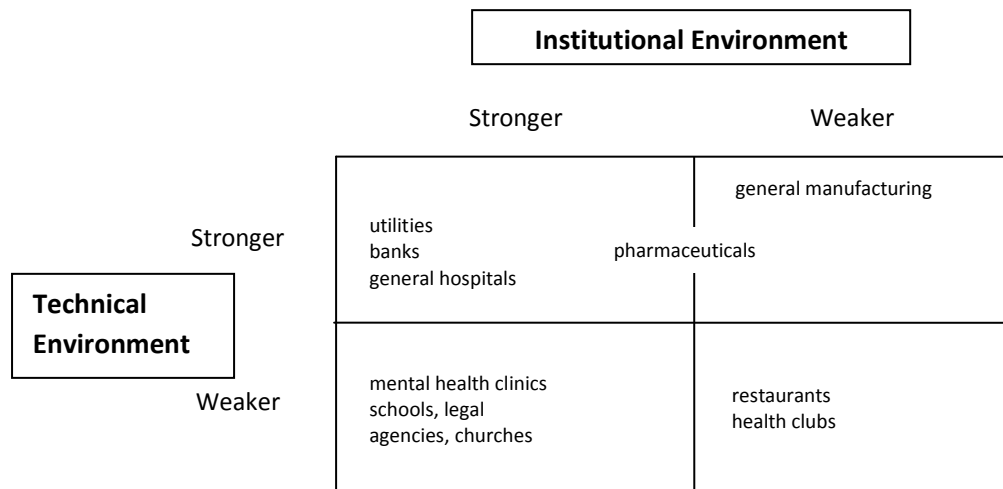 Institutional Environment
Stronger
Weaker
general manufacturing
Stronger
utilities
banks
general hospitals
pharmaceuticals
Technical
Environment
Weaker
mental health clinics
schools, legal
agencies, churches
restaurants
health clubs